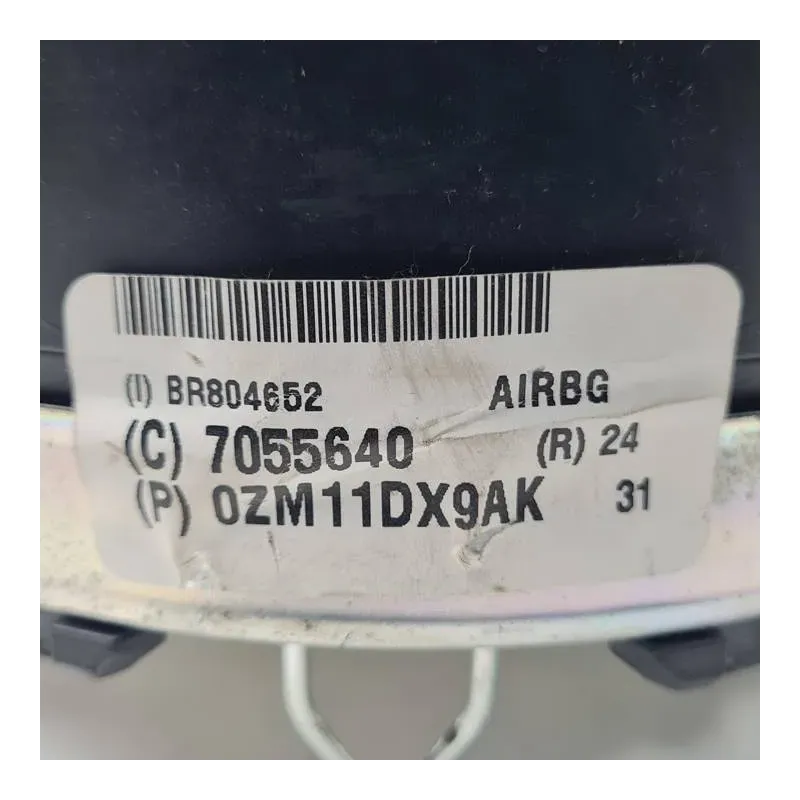 (I) BR804652 AIRBG
(C) 7055640 (R) 24
(P) 0ZM11DX9AK 31